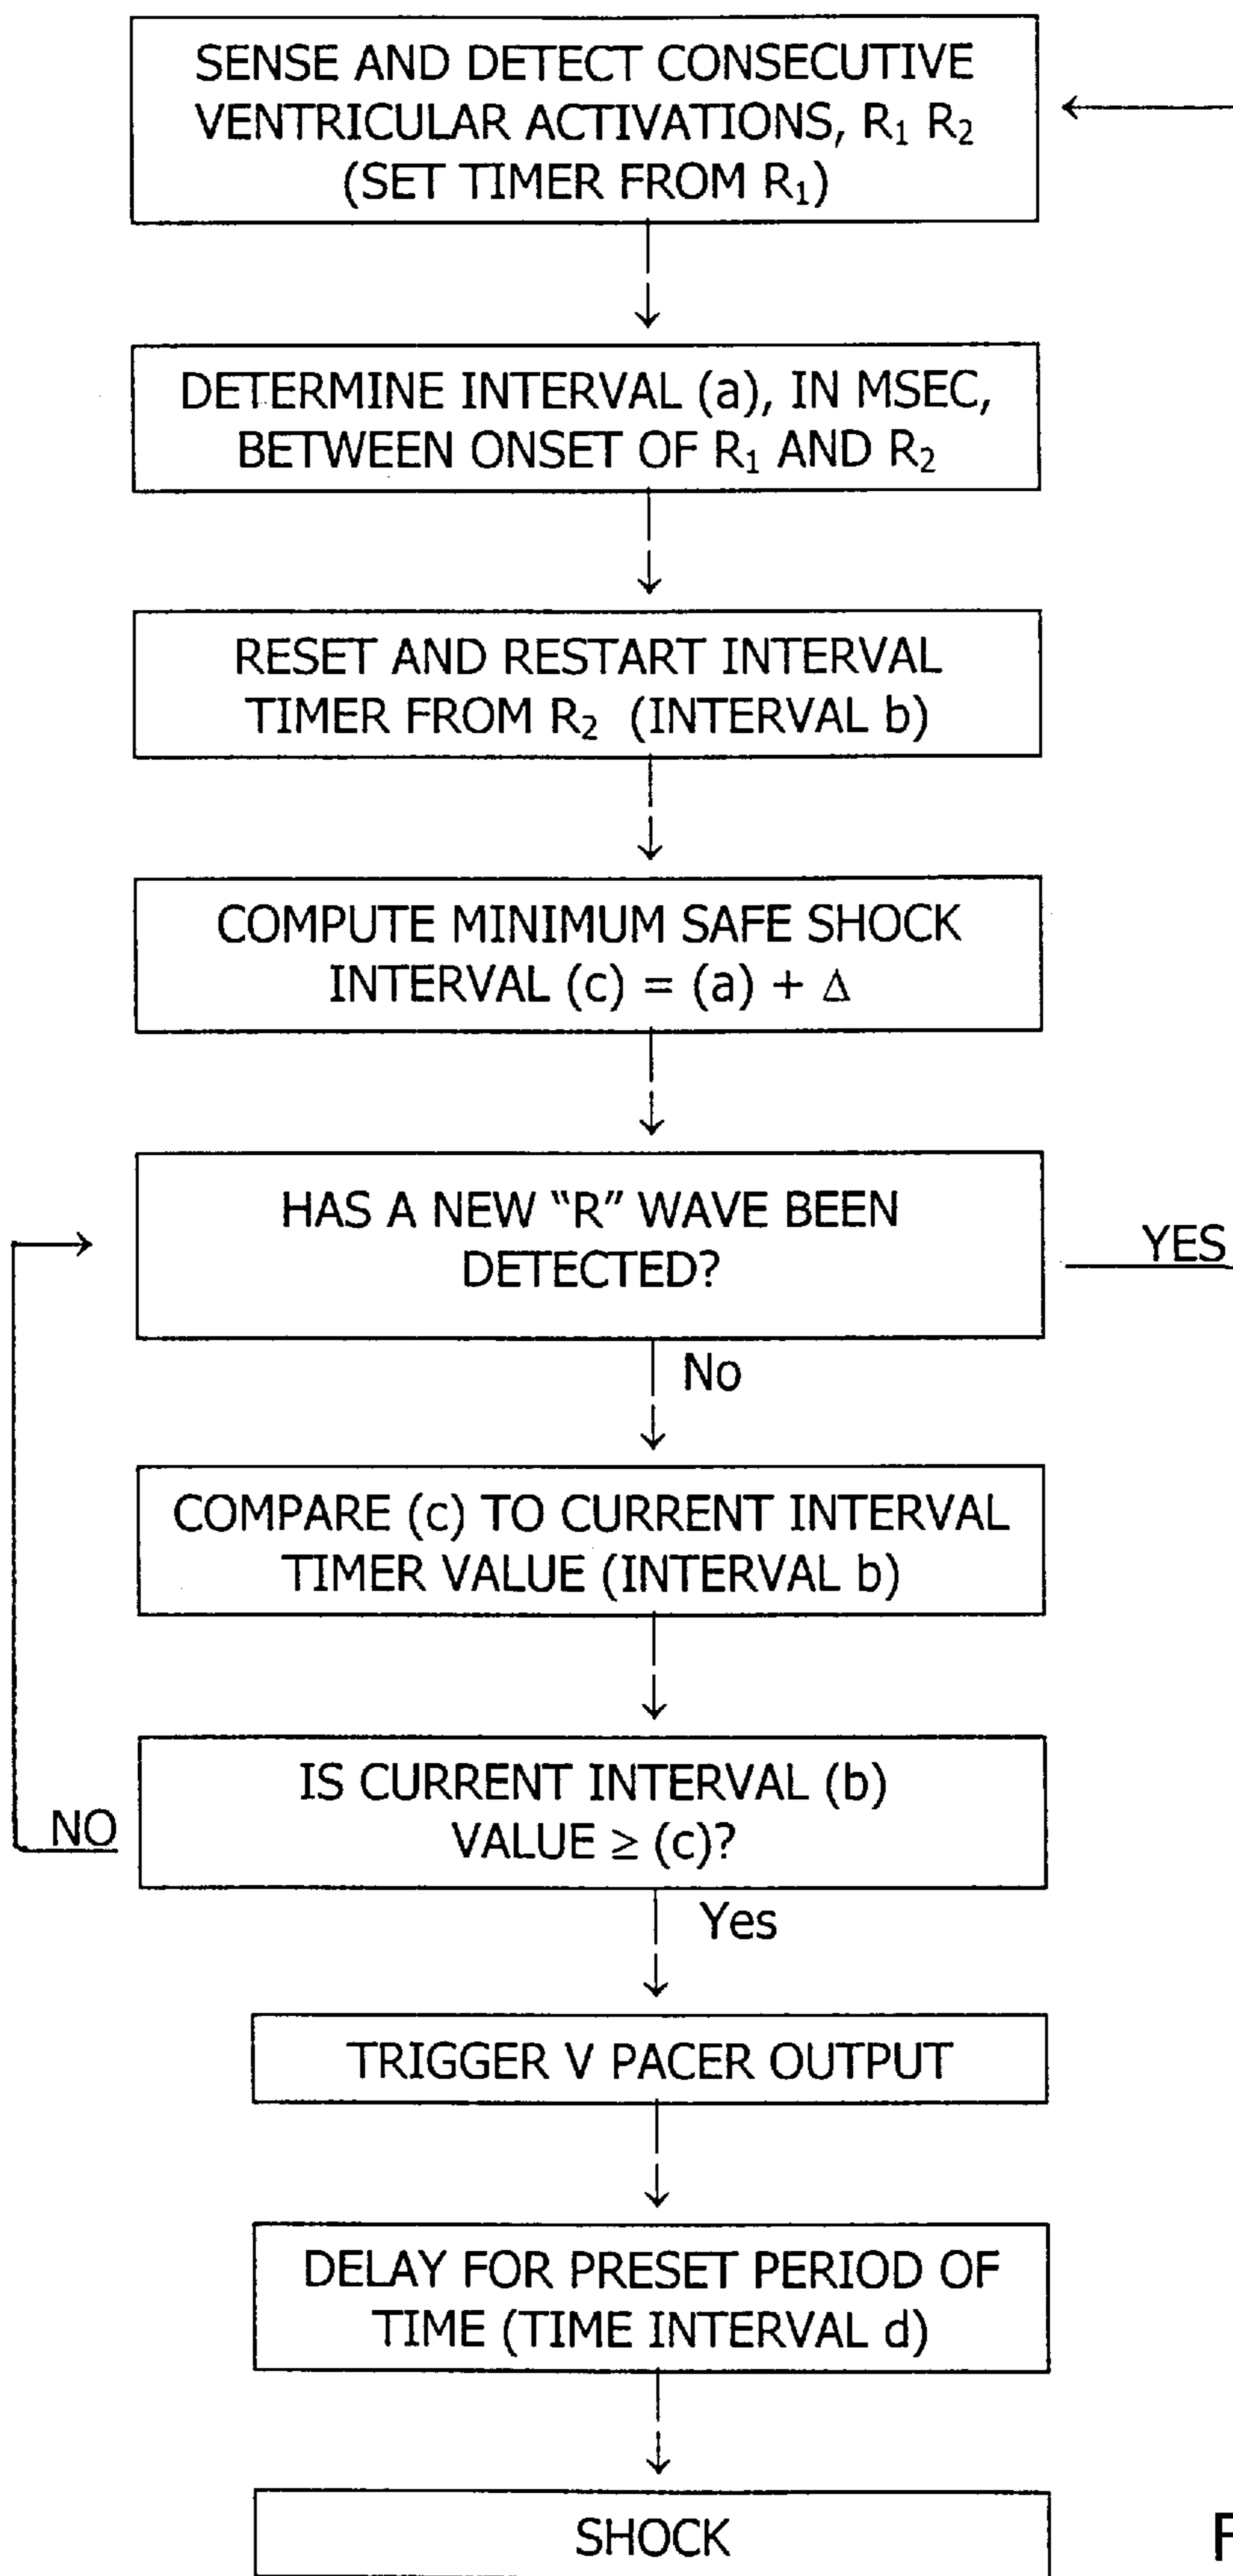 SENSE AND DETECT CONSECUTIVE
VENTRICULAR ACTIVATIONS, R₁ R₂
(SET TIMER FROM R₁)
DETERMINE INTERVAL (a), IN MSEC,
BETWEEN ONSET OF R₁ AND R₂
RESET AND RESTART INTERVAL
TIMER FROM R₂ (INTERVAL b)
COMPUTE MINIMUM SAFE SHOCK
INTERVAL (c) = (a) + Δ
HAS A NEW “R” WAVE BEEN
DETECTED?
YES
No
COMPARE (c) TO CURRENT INTERVAL
TIMER VALUE (INTERVAL b)
IS CURRENT INTERVAL (b)
VALUE ≥ (c)?
NO
Yes
TRIGGER V PACER OUTPUT
DELAY FOR PRESET PERIOD OF
TIME (TIME INTERVAL d)
SHOCK